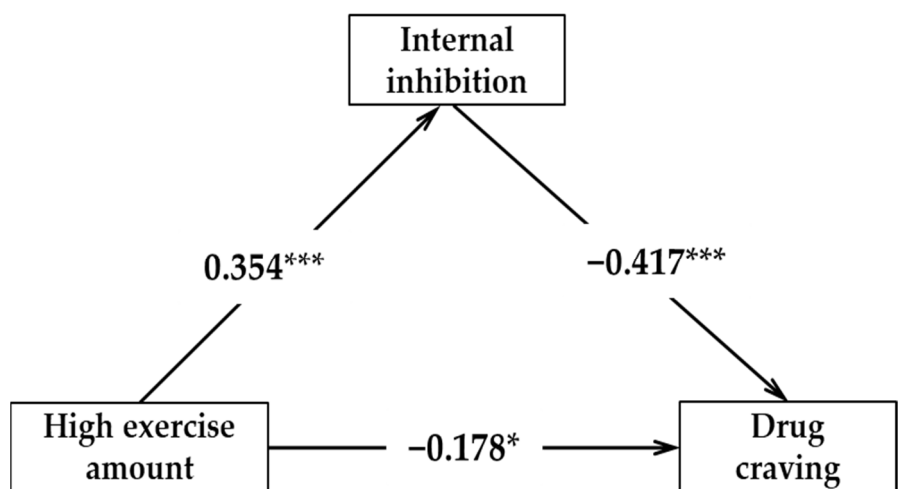 Internal
inhibition
0.354***
−0.417***
High exercise
amount
−0.178*
Drug
craving